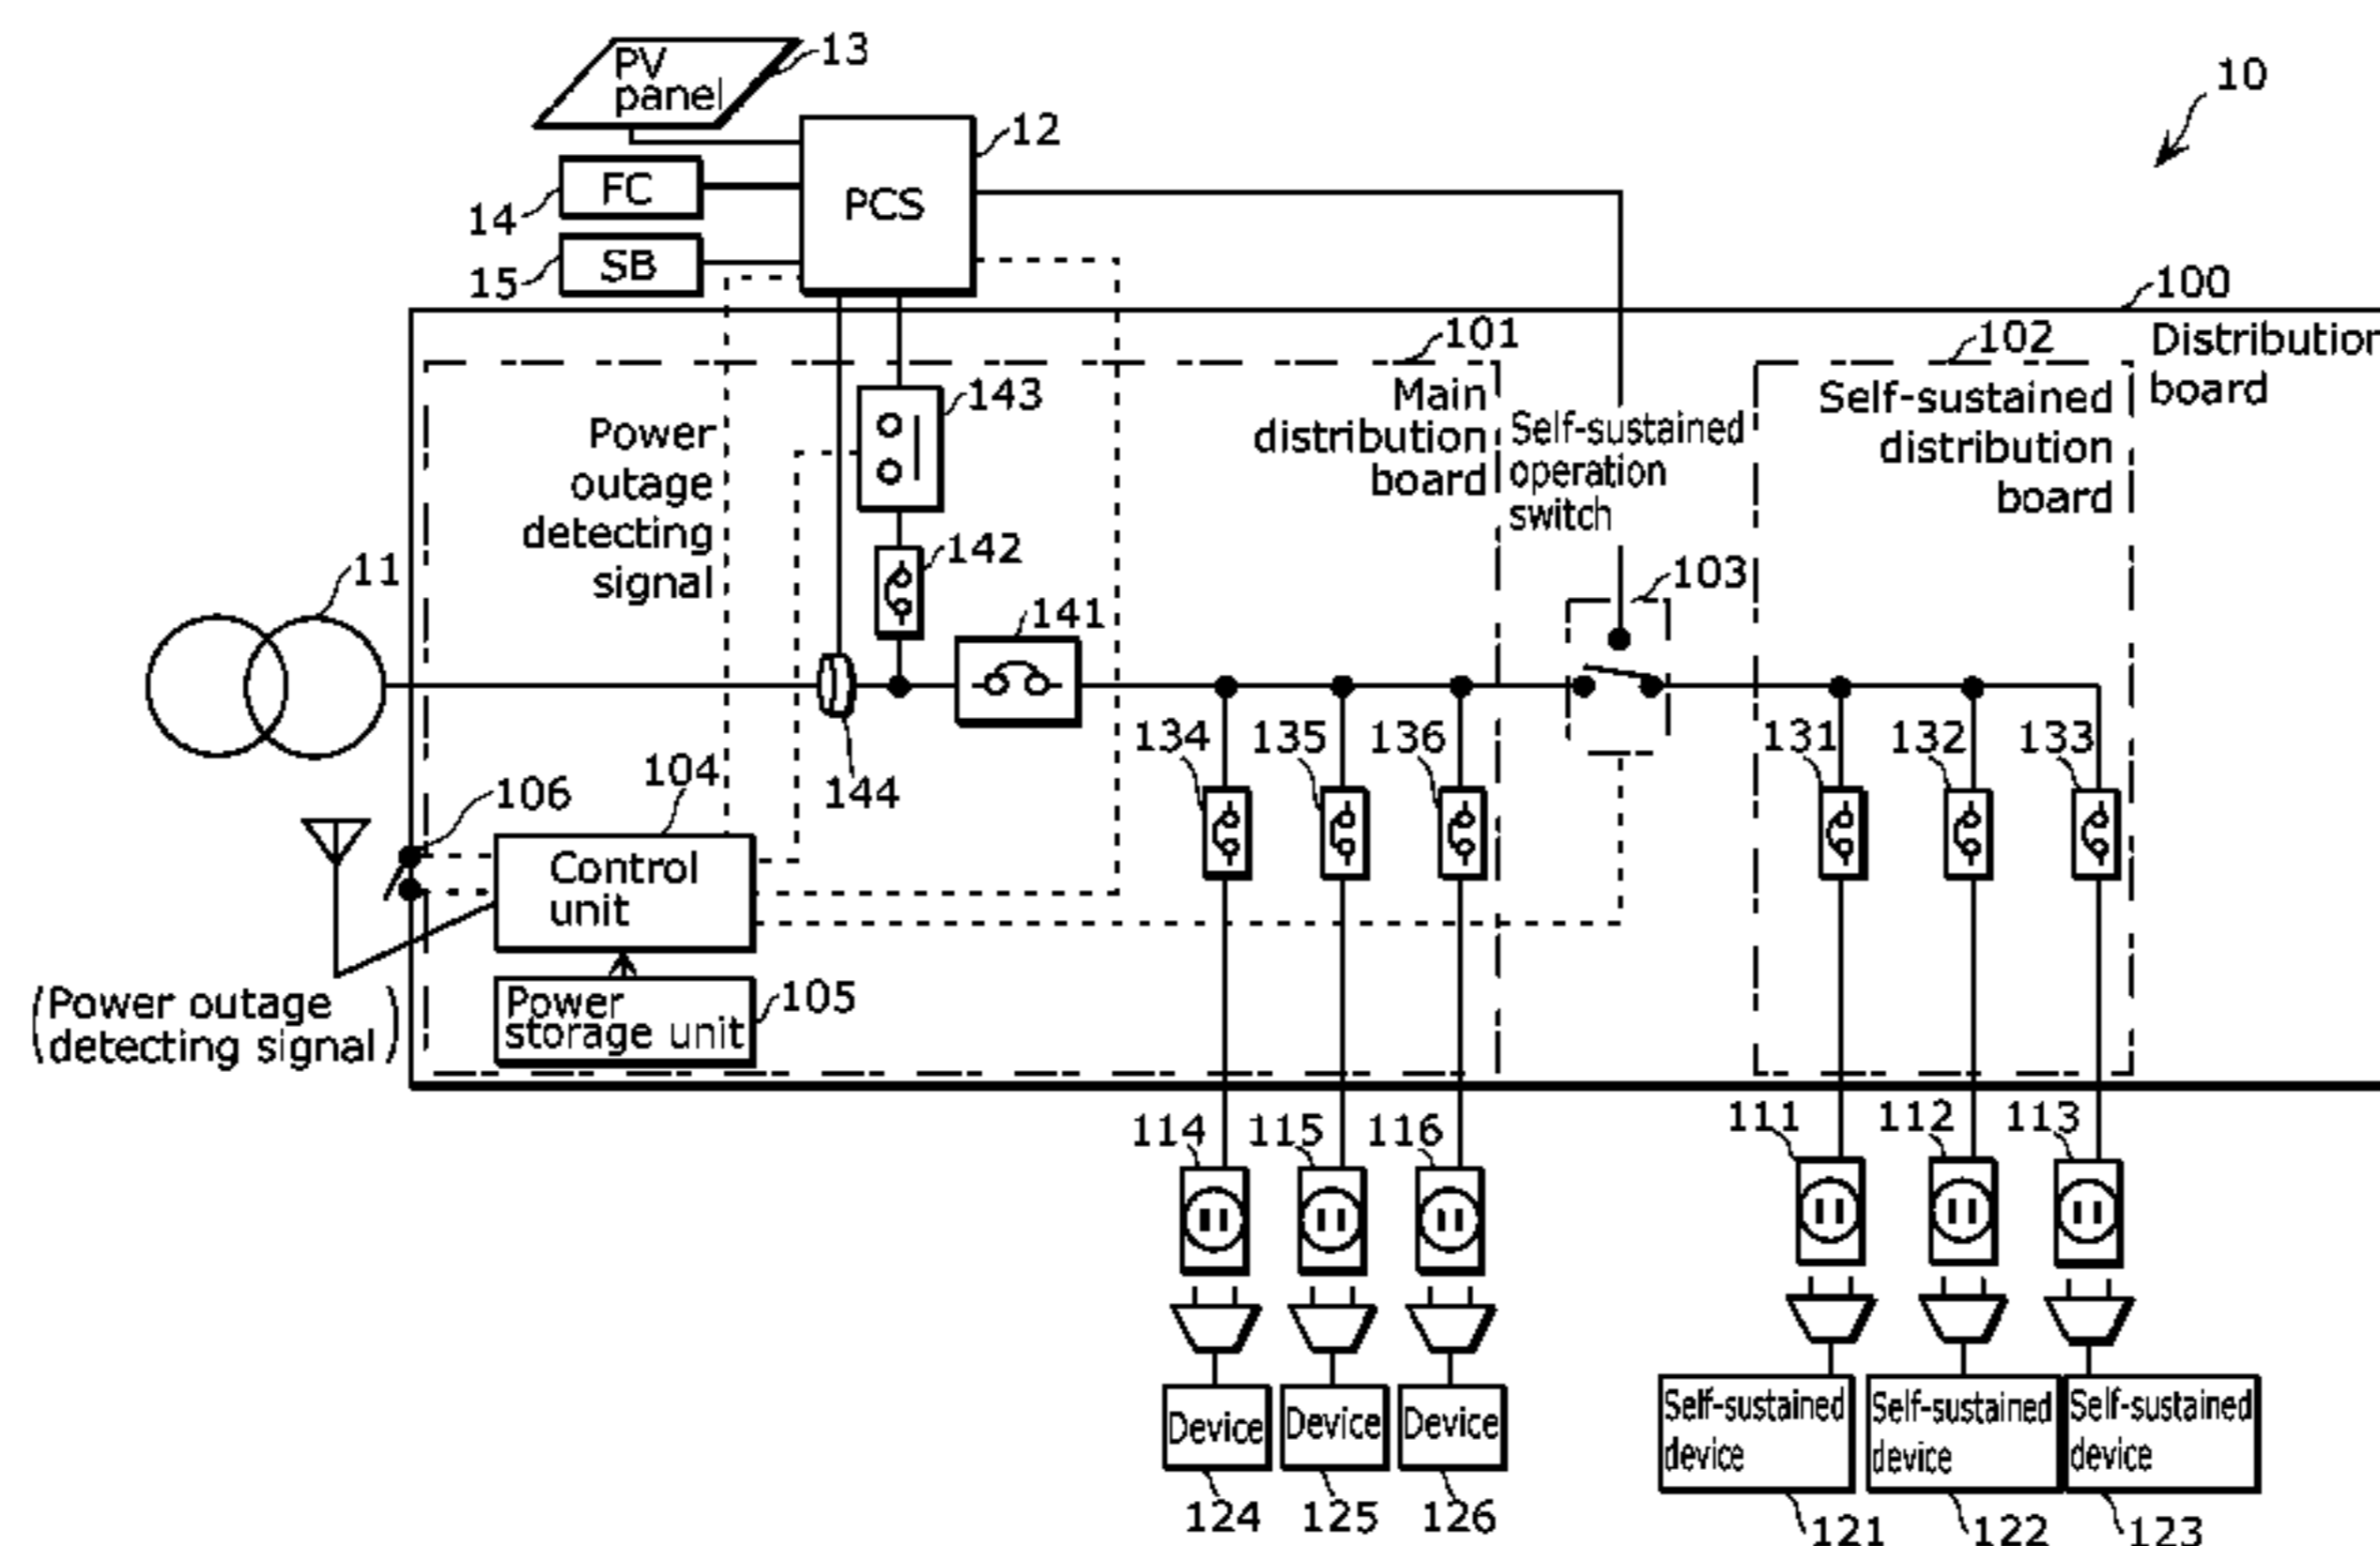 PV
panel
13
10
12
FC
PCS
14
SB
15
100
101
102
Distribution
board
Main
distribution
board
Self-sustained
operation
switch
Self-sustained
distribution
board
143
Power
outage
detecting
signal
142
103
11
141
134
135
136
131
132
133
104
106
144
Control
unit
(Power outage
detecting signal)
Power
storage unit
105
114
115
116
111
112
113
Device
Device
Device
Self-sustained
device
Self-sustained
device
Self-sustained
device
124
125
126
121
122
123